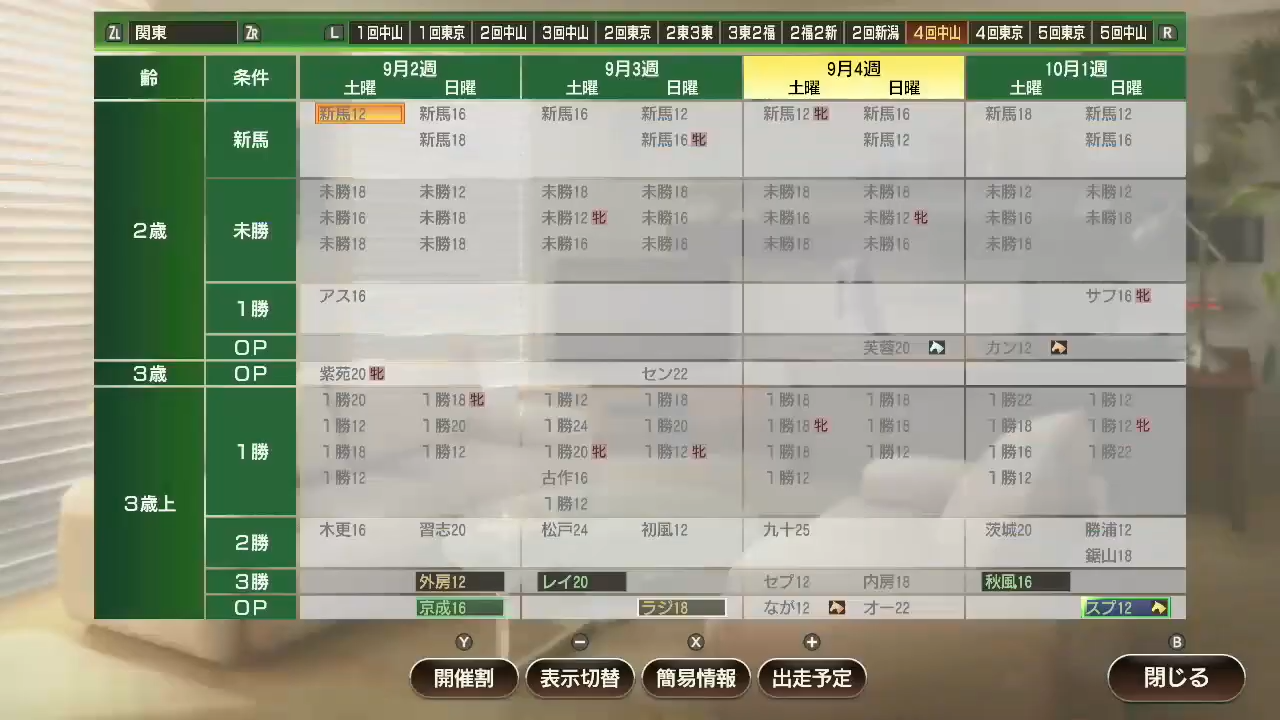 ZL 関東 ZR L 1回中山 1回東京 2回中山 3回中山 2回東京 2東3東 3東2福 2福2新 2回新潟 4回中山 4回東京 5回東京 5回中山 R
齢 条件 9月2週 9月3週 9月4週 10月1週
土曜 日曜 土曜 日曜 土曜 日曜 土曜 日曜
2歳
新馬
新馬12 新馬16 新馬16 新馬12 新馬12 牝 新馬16 新馬18 新馬12
新馬18 新馬16 牝 新馬12 新馬16
未勝
未勝18 未勝12 未勝18 未勝18 未勝18 未勝18 未勝12 未勝12
未勝16 未勝18 未勝12 牝 未勝16 未勝16 未勝12 牝 未勝16 未勝18
未勝18 未勝18 未勝16 未勝18 未勝18 未勝16 未勝18
1勝
アス16 サフ16 牝
OP 芙蓉20 カン12
3歳 OP 紫苑20 牝 セン22
3歳上
1勝
1勝20 1勝18 牝 1勝12 1勝18 1勝18 1勝18 1勝22 1勝12
1勝12 1勝20 1勝24 1勝20 1勝18 牝 1勝18 1勝18 1勝12 牝
1勝18 1勝12 1勝20 牝 1勝12 牝 1勝18 1勝12 1勝16 1勝22
1勝12 古作16 1勝12 1勝12
1勝12
2勝
木更16 習志20 松戸24 初風12 九十25 茨城20 勝浦12
鋸山18
3勝 外房12 レイ20 セプ12 内房18 秋風16
OP 京成16 ラジ18 なが12 オー22 スプ12
Y − X + B
開催割 表示切替 簡易情報 出走予定 閉じる